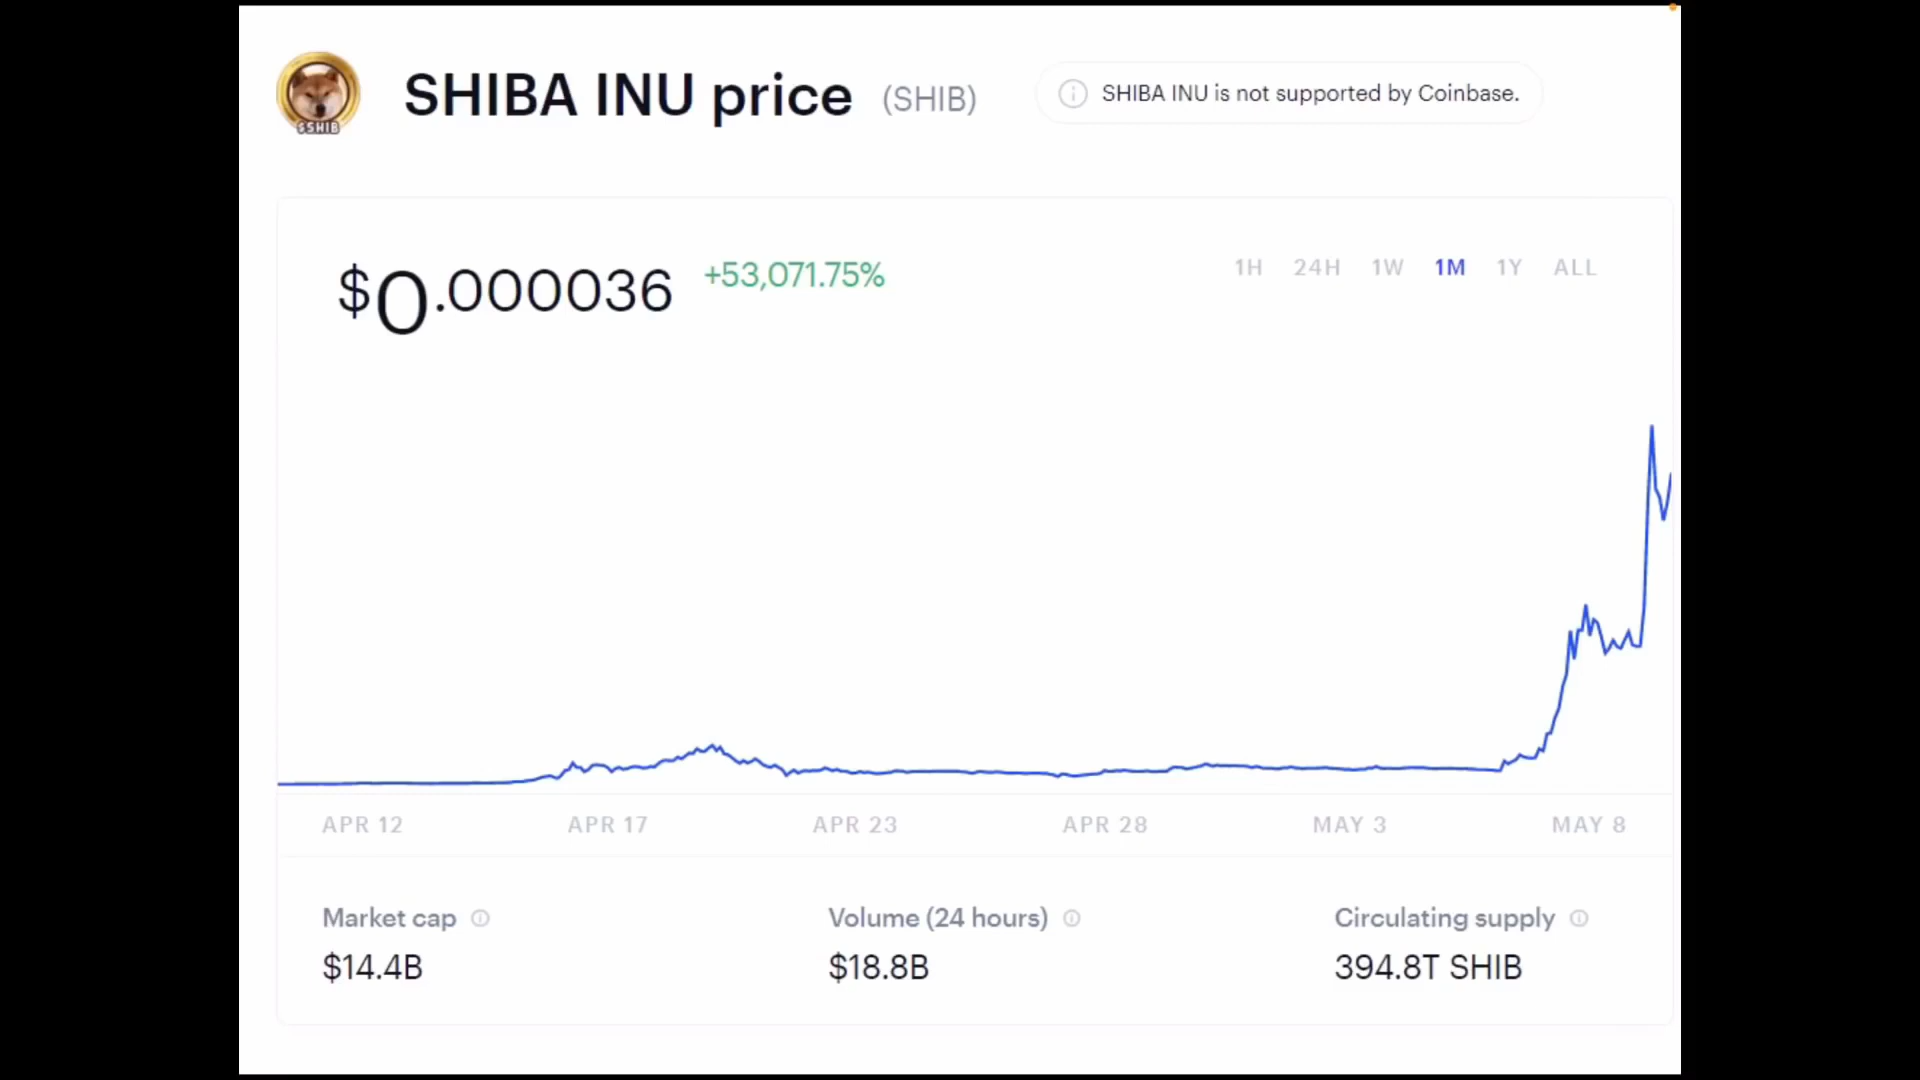 SHIBA INU price (SHIB)
SHIBA INU is not supported by Coinbase.
$SHIB
$0.000036 +53,071.75%
1H 24H 1W 1M 1Y ALL
APR 12 APR 17 APR 23 APR 28 MAY 3 MAY 8
Market cap
$14.4B
Volume (24 hours)
$18.8B
Circulating supply
394.8T SHIB